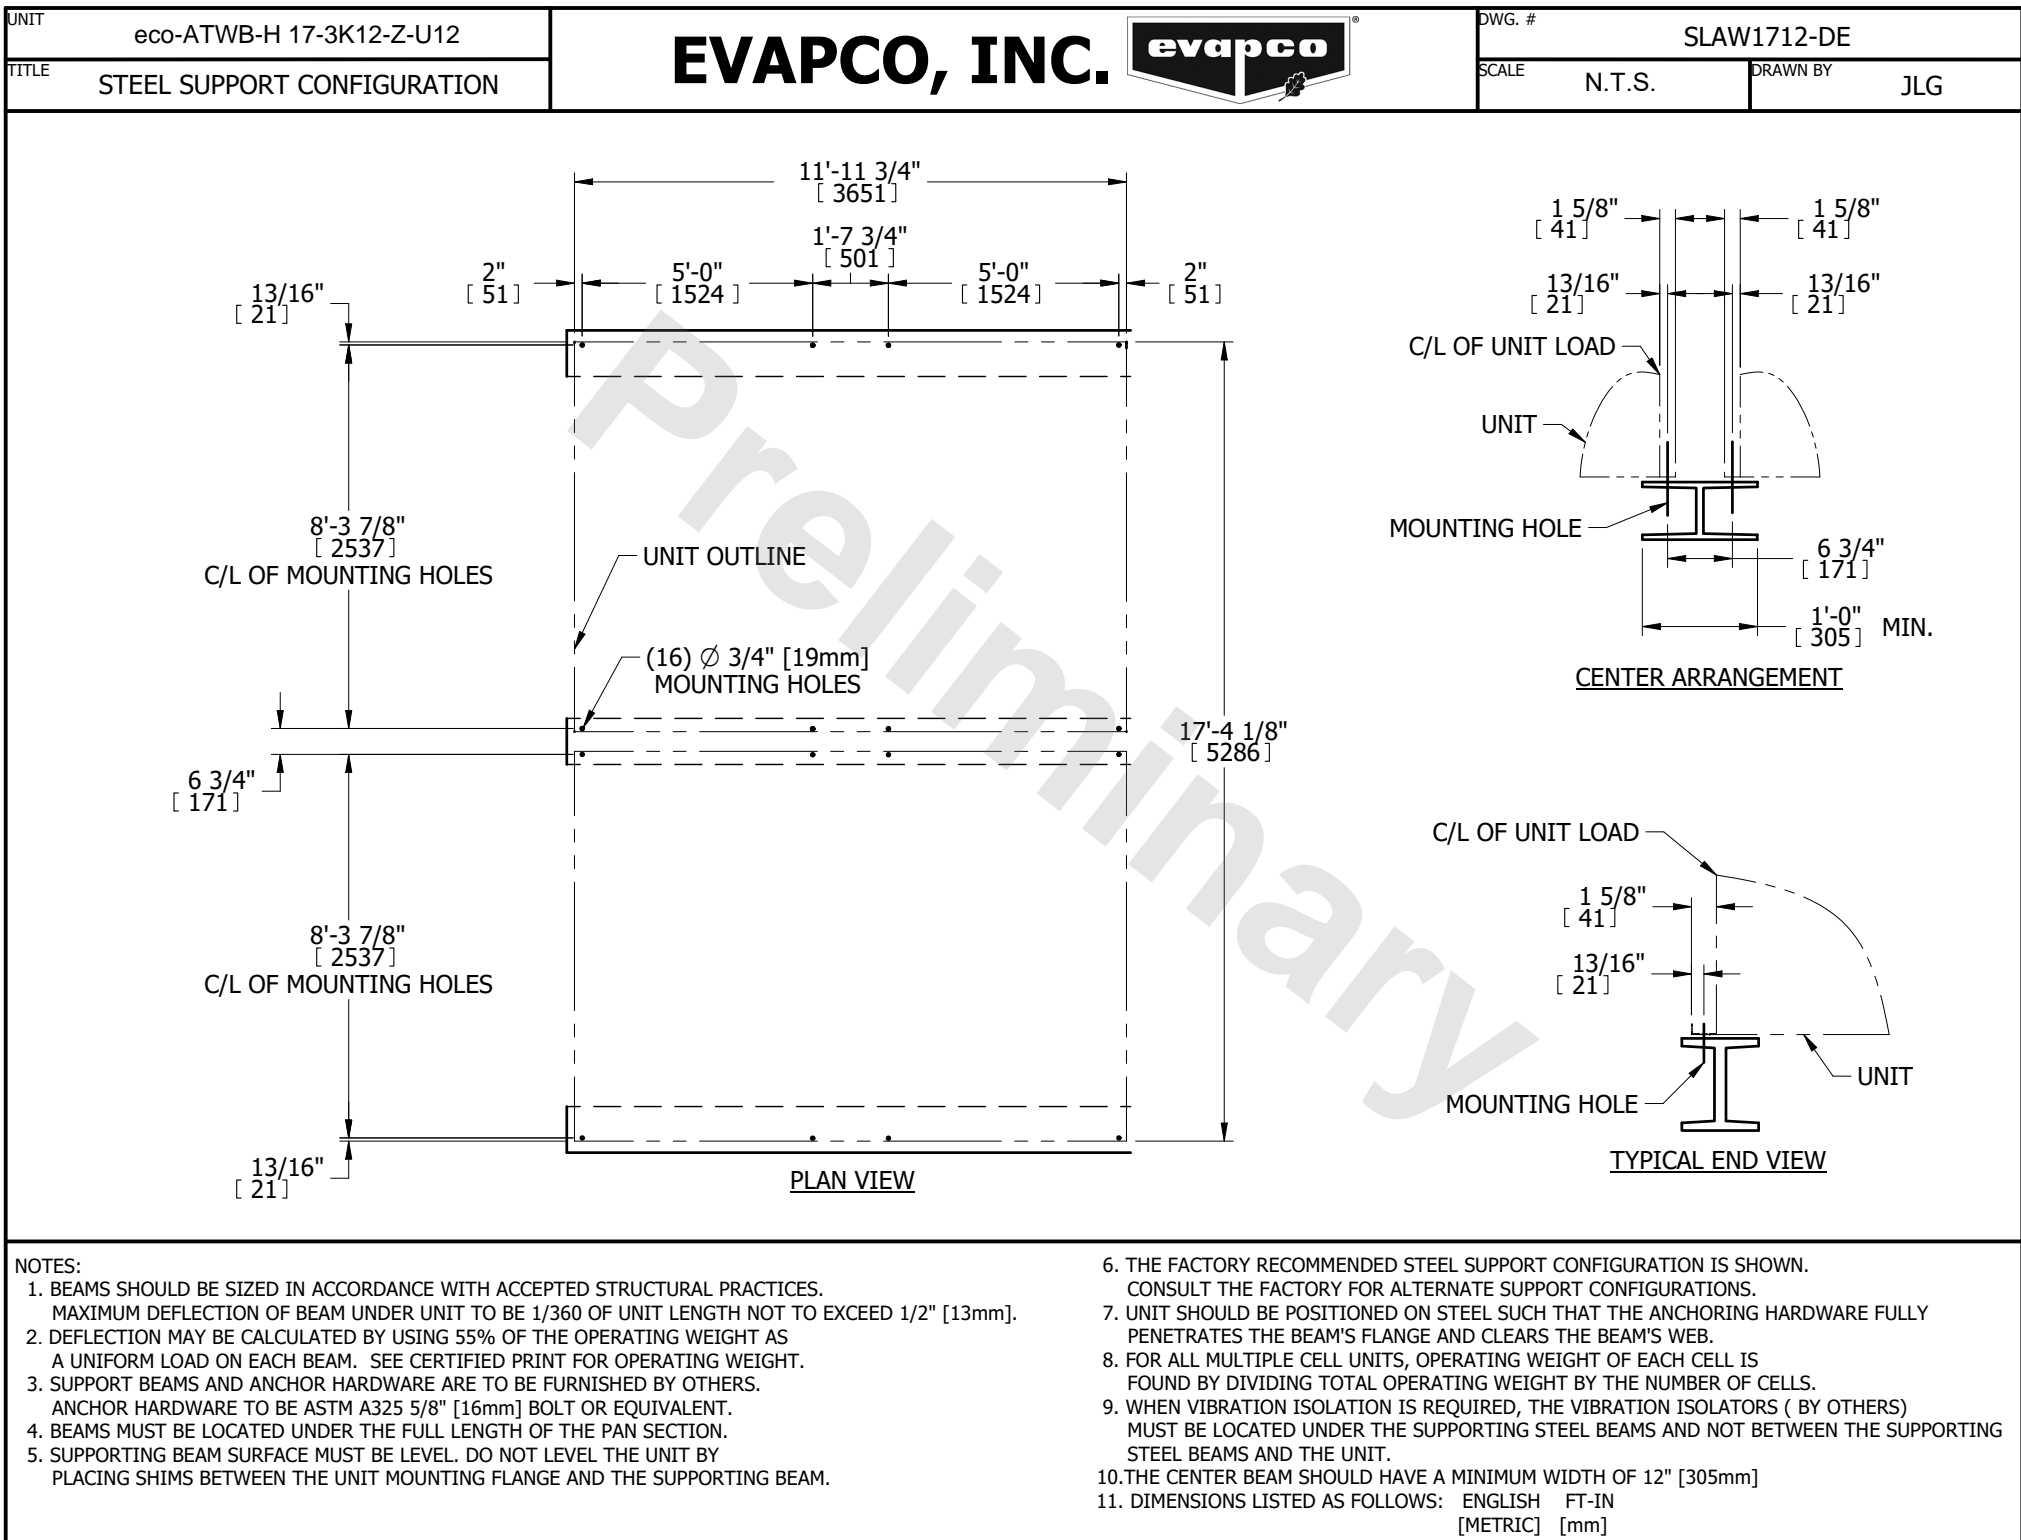 UNIT
eco-ATWB-H 17-3K12-Z-U12
TITLE
STEEL SUPPORT CONFIGURATION
EVAPCO, INC.
evapco®
DWG. #
SLAW1712-DE
SCALE
N.T.S.
DRAWN BY
JLG
11'-11 3/4"
[ 3651]
1'-7 3/4"
[ 501 ]
2"
[ 51]
5'-0"
[ 1524 ]
5'-0"
[ 1524]
2"
[ 51]
13/16"
[ 21]
8'-3 7/8"
[ 2537]
C/L OF MOUNTING HOLES
UNIT OUTLINE
(16) Ø 3/4" [19mm]
MOUNTING HOLES
6 3/4"
[ 171]
17'-4 1/8"
[ 5286]
8'-3 7/8"
[ 2537]
C/L OF MOUNTING HOLES
13/16"
[ 21]
PLAN VIEW
Preliminary
1 5/8"
[ 41]
1 5/8"
[ 41]
13/16"
[ 21]
13/16"
[ 21]
C/L OF UNIT LOAD
UNIT
MOUNTING HOLE
6 3/4"
[ 171]
1'-0"
[ 305]
MIN.
CENTER ARRANGEMENT
C/L OF UNIT LOAD
1 5/8"
[ 41]
13/16"
[ 21]
UNIT
MOUNTING HOLE
TYPICAL END VIEW
NOTES:
1. BEAMS SHOULD BE SIZED IN ACCORDANCE WITH ACCEPTED STRUCTURAL PRACTICES.
MAXIMUM DEFLECTION OF BEAM UNDER UNIT TO BE 1/360 OF UNIT LENGTH NOT TO EXCEED 1/2" [13mm].
2. DEFLECTION MAY BE CALCULATED BY USING 55% OF THE OPERATING WEIGHT AS
A UNIFORM LOAD ON EACH BEAM. SEE CERTIFIED PRINT FOR OPERATING WEIGHT.
3. SUPPORT BEAMS AND ANCHOR HARDWARE ARE TO BE FURNISHED BY OTHERS.
ANCHOR HARDWARE TO BE ASTM A325 5/8" [16mm] BOLT OR EQUIVALENT.
4. BEAMS MUST BE LOCATED UNDER THE FULL LENGTH OF THE PAN SECTION.
5. SUPPORTING BEAM SURFACE MUST BE LEVEL. DO NOT LEVEL THE UNIT BY
PLACING SHIMS BETWEEN THE UNIT MOUNTING FLANGE AND THE SUPPORTING BEAM.
6. THE FACTORY RECOMMENDED STEEL SUPPORT CONFIGURATION IS SHOWN.
CONSULT THE FACTORY FOR ALTERNATE SUPPORT CONFIGURATIONS.
7. UNIT SHOULD BE POSITIONED ON STEEL SUCH THAT THE ANCHORING HARDWARE FULLY
PENETRATES THE BEAM'S FLANGE AND CLEARS THE BEAM'S WEB.
8. FOR ALL MULTIPLE CELL UNITS, OPERATING WEIGHT OF EACH CELL IS
FOUND BY DIVIDING TOTAL OPERATING WEIGHT BY THE NUMBER OF CELLS.
9. WHEN VIBRATION ISOLATION IS REQUIRED, THE VIBRATION ISOLATORS ( BY OTHERS)
MUST BE LOCATED UNDER THE SUPPORTING STEEL BEAMS AND NOT BETWEEN THE SUPPORTING
STEEL BEAMS AND THE UNIT.
10.THE CENTER BEAM SHOULD HAVE A MINIMUM WIDTH OF 12" [305mm]
11. DIMENSIONS LISTED AS FOLLOWS: ENGLISH FT-IN
[METRIC] [mm]